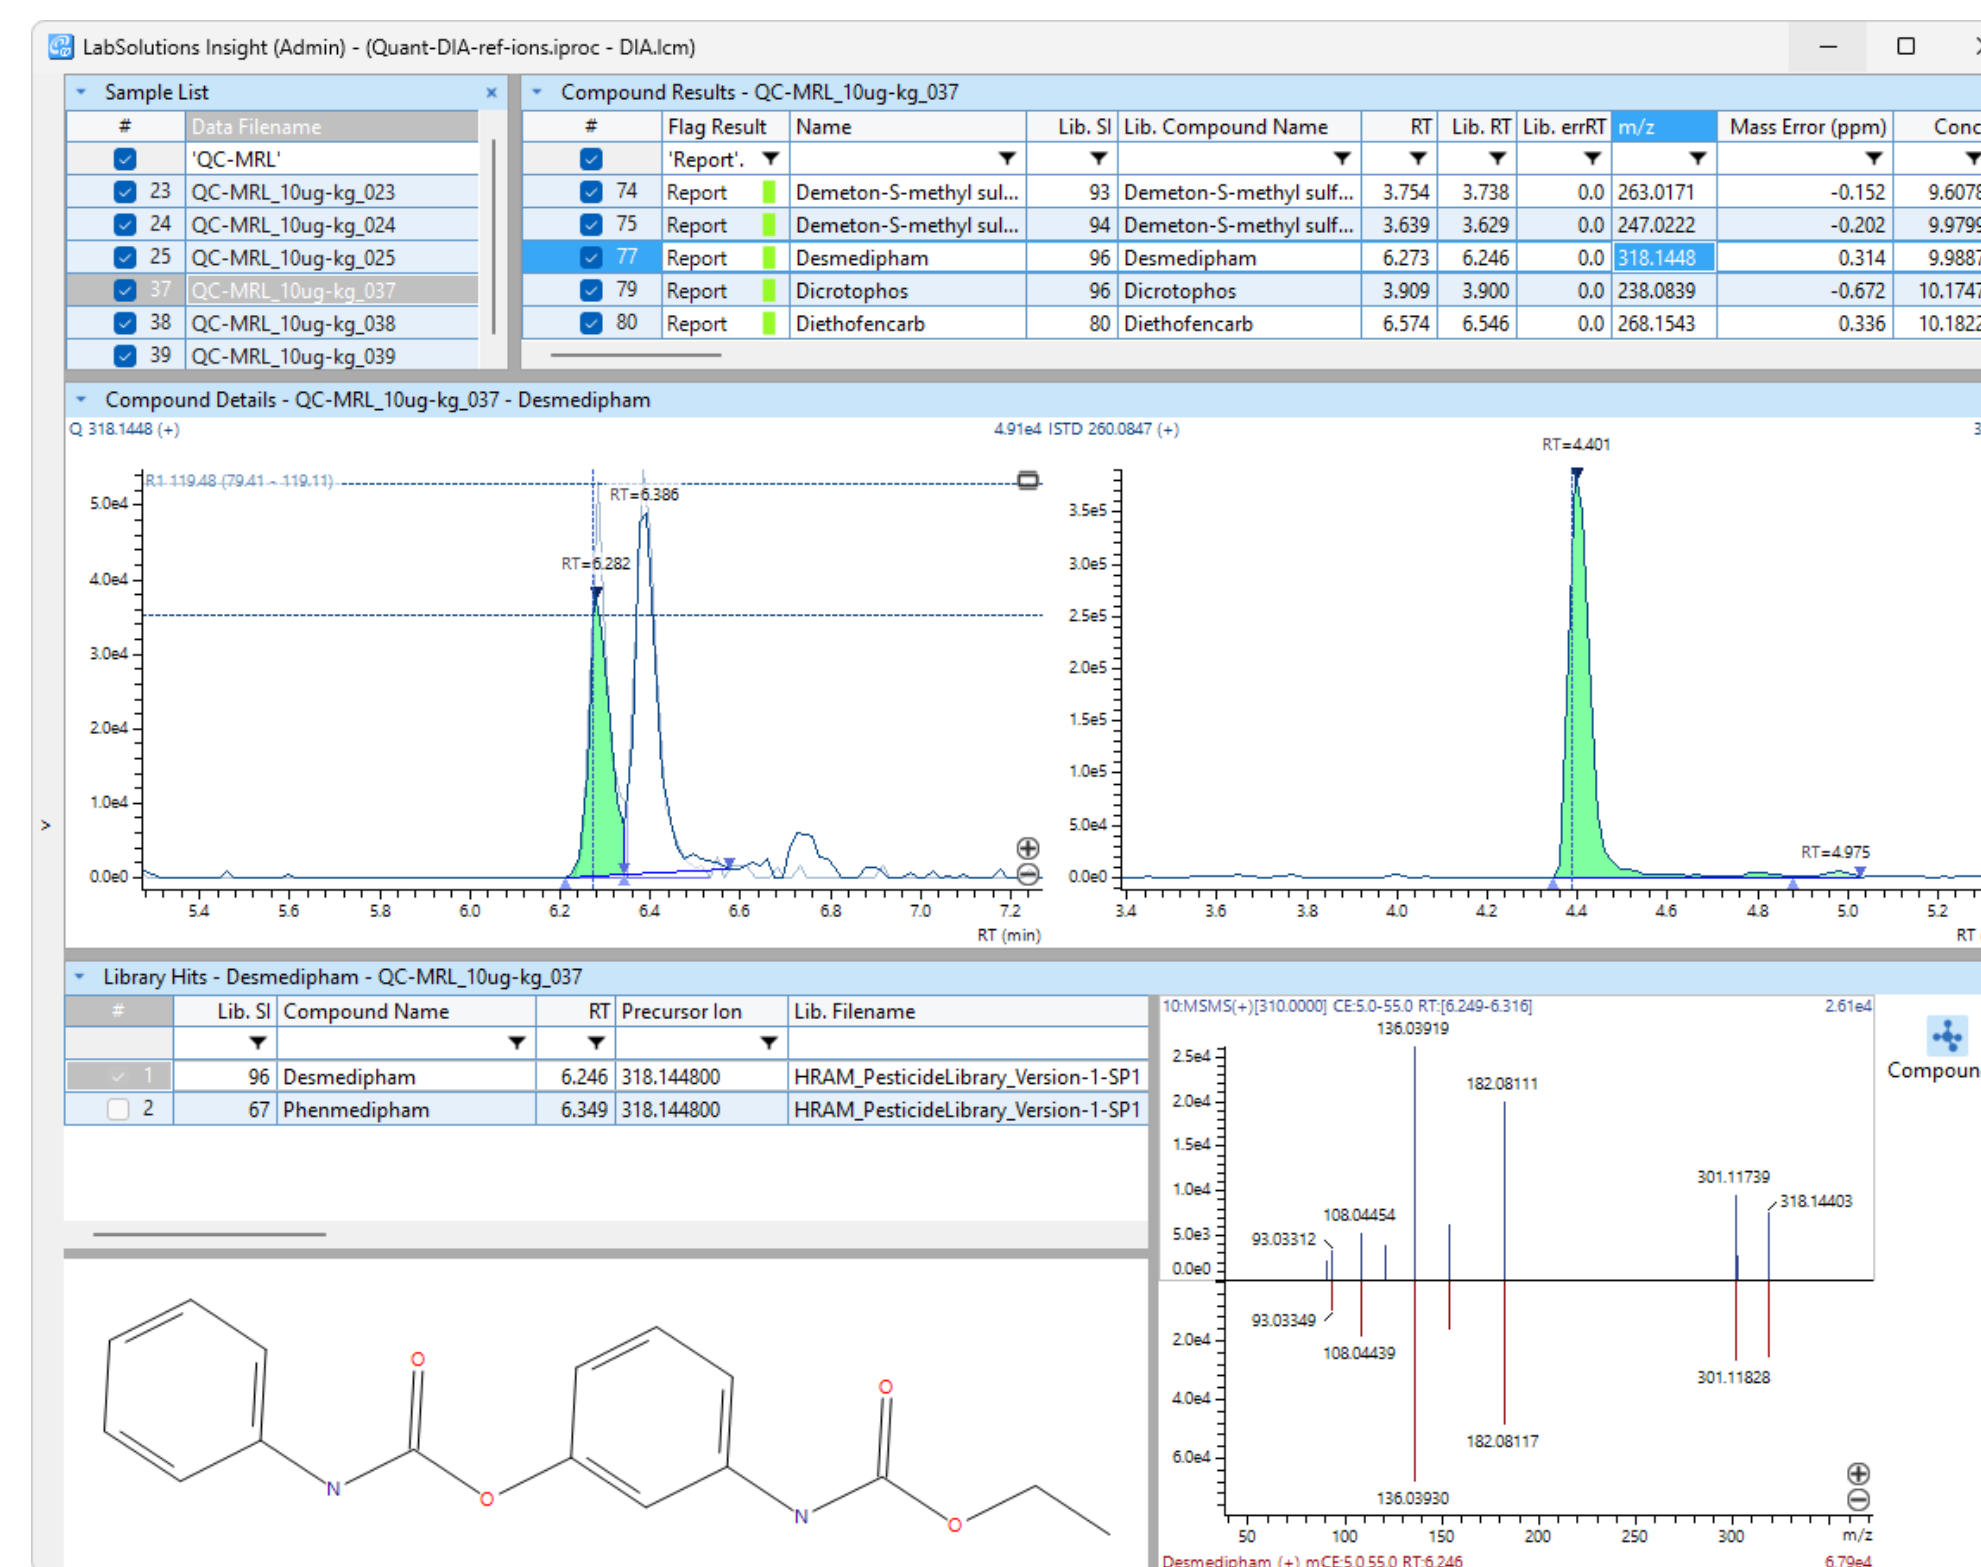 LabSolutions Insight (Admin) - (Quant-DIA-ref-ions.iproc - DIA.lcm)
Sample List
# Data Filename
'QC-MRL'
23 QC-MRL_10ug-kg_023
24 QC-MRL_10ug-kg_024
25 QC-MRL_10ug-kg_025
37 QC-MRL_10ug-kg_037
38 QC-MRL_10ug-kg_038
39 QC-MRL_10ug-kg_039
Compound Results - QC-MRL_10ug-kg_037
# Flag Result Name Lib. SI Lib. Compound Name RT Lib. RT Lib. errRT m/z Mass Error (ppm) Conc
'Report'.
74 Report Demeton-S-methyl sul... 93 Demeton-S-methyl sulf... 3.754 3.738 0.0 263.0171 -0.152 9.6078
75 Report Demeton-S-methyl sul... 94 Demeton-S-methyl sulf... 3.639 3.629 0.0 247.0222 -0.202 9.9799
77 Report Desmedipham 96 Desmedipham 6.273 6.246 0.0 318.1448 0.314 9.9887
79 Report Dicrotophos 96 Dicrotophos 3.909 3.900 0.0 238.0839 -0.672 10.1747
80 Report Diethofencarb 80 Diethofencarb 6.574 6.546 0.0 268.1543 0.336 10.1822
Compound Details - QC-MRL_10ug-kg_037 - Desmedipham
Q 318.1448 (+) 4.91e4
R1 119.48 (79.41 - 119.11)
RT=6.386
RT=6.282
5.0e4
4.0e4
3.0e4
2.0e4
1.0e4
0.0e0
5.4 5.6 5.8 6.0 6.2 6.4 6.6 6.8 7.0 7.2
RT (min)
ISTD 260.0847 (+) 3
RT=4.401
3.5e5
3.0e5
2.5e5
2.0e5
1.5e5
1.0e5
5.0e4
RT=4.975
0.0e0
3.4 3.6 3.8 4.0 4.2 4.4 4.6 4.8 5.0 5.2
RT
Library Hits - Desmedipham - QC-MRL_10ug-kg_037
# Lib. SI Compound Name RT Precursor Ion Lib. Filename
1 96 Desmedipham 6.246 318.144800 HRAM_PesticideLibrary_Version-1-SP1
2 67 Phenmedipham 6.349 318.144800 HRAM_PesticideLibrary_Version-1-SP1
10:MSMS(+)[310.0000] CE:5.0-55.0 RT:[6.249-6.316] 2.61e4
136.03919
2.5e4
182.08111
2.0e4
1.5e4
301.11739
1.0e4
318.14403
108.04454
5.0e3
93.03312
0.0e0
93.03349
2.0e4
108.04439
301.11828
4.0e4
182.08117
6.0e4
136.03930
50 100 150 200 250 300 m/z
Desmedipham (+) mCE:5.0 55.0 RT:6.246 6.79e4
Compoun
O
N
O
O
N
O